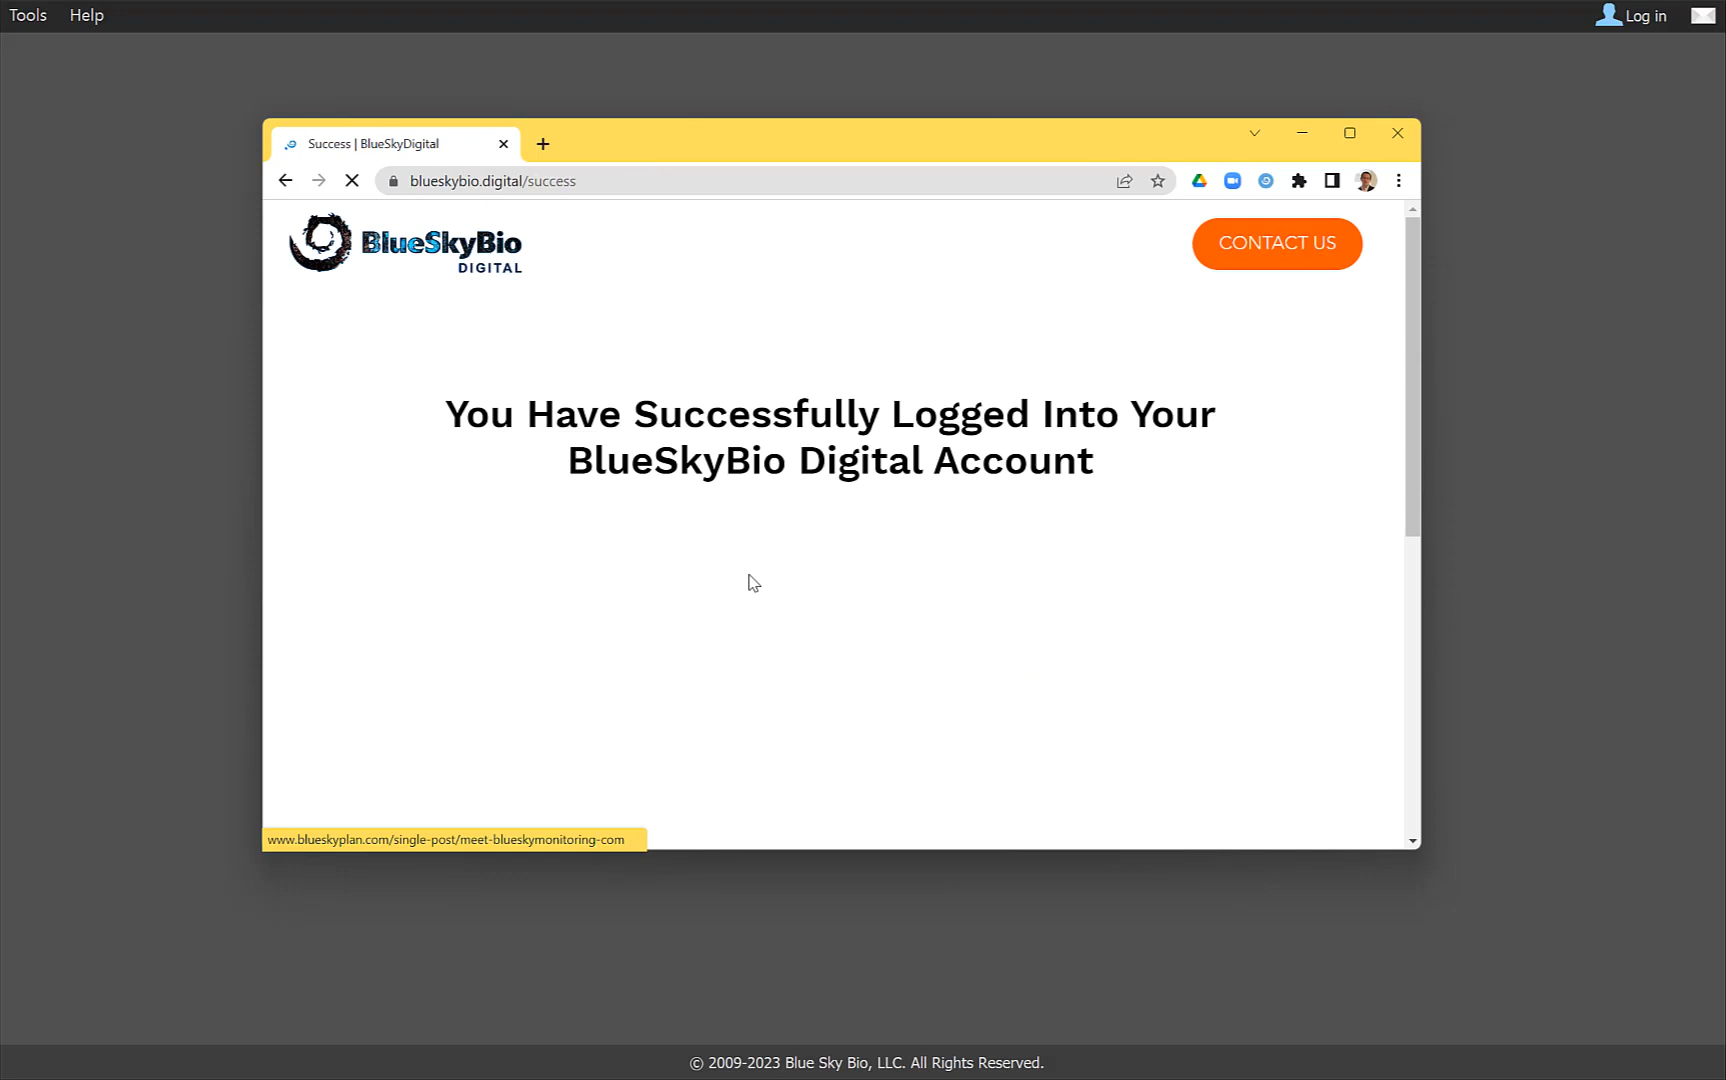 Tools Help Log in
Success | BlueSkyDigital
blueskybio.digital/success
BlueSkyBio
DIGITAL
CONTACT US
You Have Successfully Logged Into Your
BlueSkyBio Digital Account
www.blueskyplan.com/single-post/meet-blueskymonitoring-com
© 2009-2023 Blue Sky Bio, LLC. All Rights Reserved.